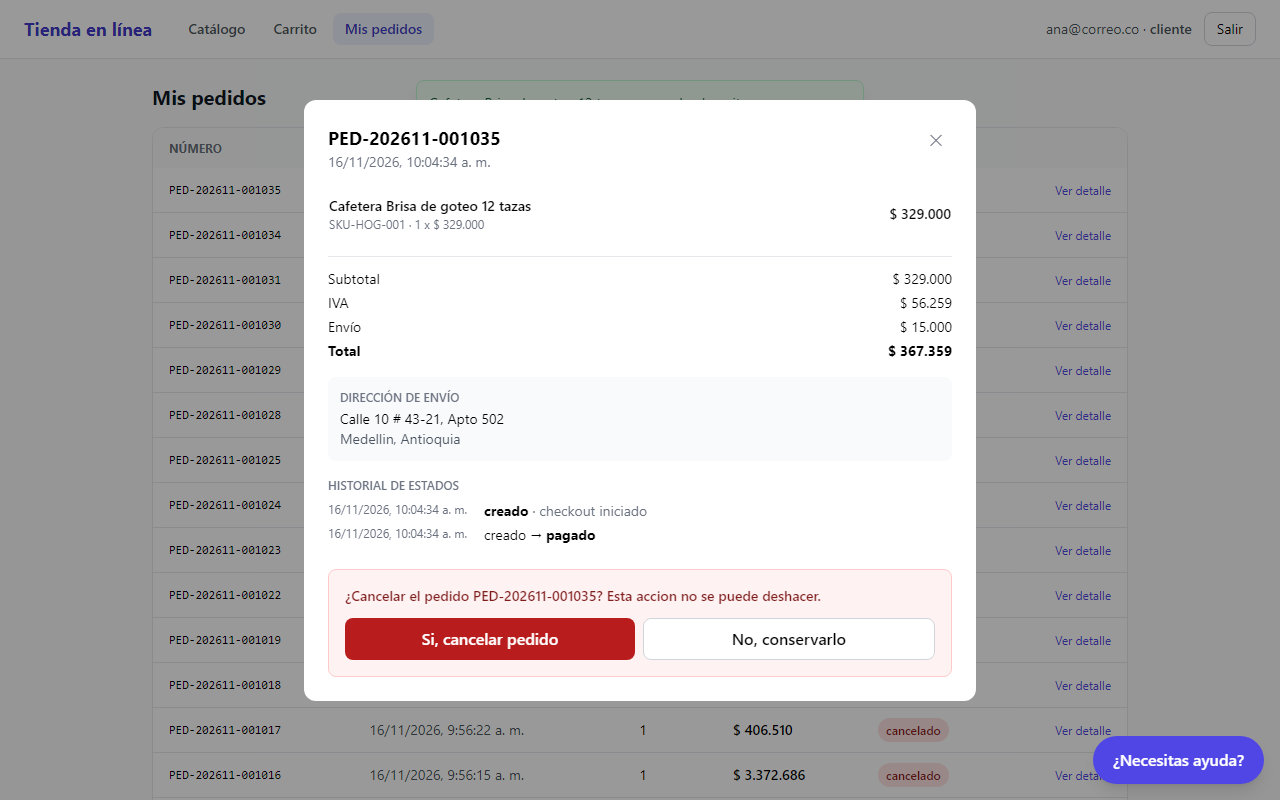 Tienda en línea
Catálogo
Carrito
Mis pedidos
ana@correo.co · cliente
Salir
Mis pedidos
NÚMERO
PED-202611-001035
Ver detalle
PED-202611-001034
Ver detalle
PED-202611-001031
Ver detalle
PED-202611-001030
Ver detalle
PED-202611-001029
Ver detalle
PED-202611-001028
Ver detalle
PED-202611-001025
Ver detalle
PED-202611-001024
Ver detalle
PED-202611-001023
Ver detalle
PED-202611-001022
Ver detalle
PED-202611-001019
Ver detalle
PED-202611-001018
Ver detalle
PED-202611-001017 16/11/2026, 9:56:22 a. m. 1 $ 406.510 cancelado Ver detalle
PED-202611-001016 16/11/2026, 9:56:15 a. m. 1 $ 3.372.686 cancelado Ver deta
PED-202611-001035
16/11/2026, 10:04:34 a. m.
Cafetera Brisa de goteo 12 tazas
SKU-HOG-001 · 1 x $ 329.000
$ 329.000
Subtotal $ 329.000
IVA $ 56.259
Envío $ 15.000
Total $ 367.359
DIRECCIÓN DE ENVÍO
Calle 10 # 43-21, Apto 502
Medellin, Antioquia
HISTORIAL DE ESTADOS
16/11/2026, 10:04:34 a. m. creado · checkout iniciado
16/11/2026, 10:04:34 a. m. creado → pagado
¿Cancelar el pedido PED-202611-001035? Esta accion no se puede deshacer.
Si, cancelar pedido
No, conservarlo
¿Necesitas ayuda?